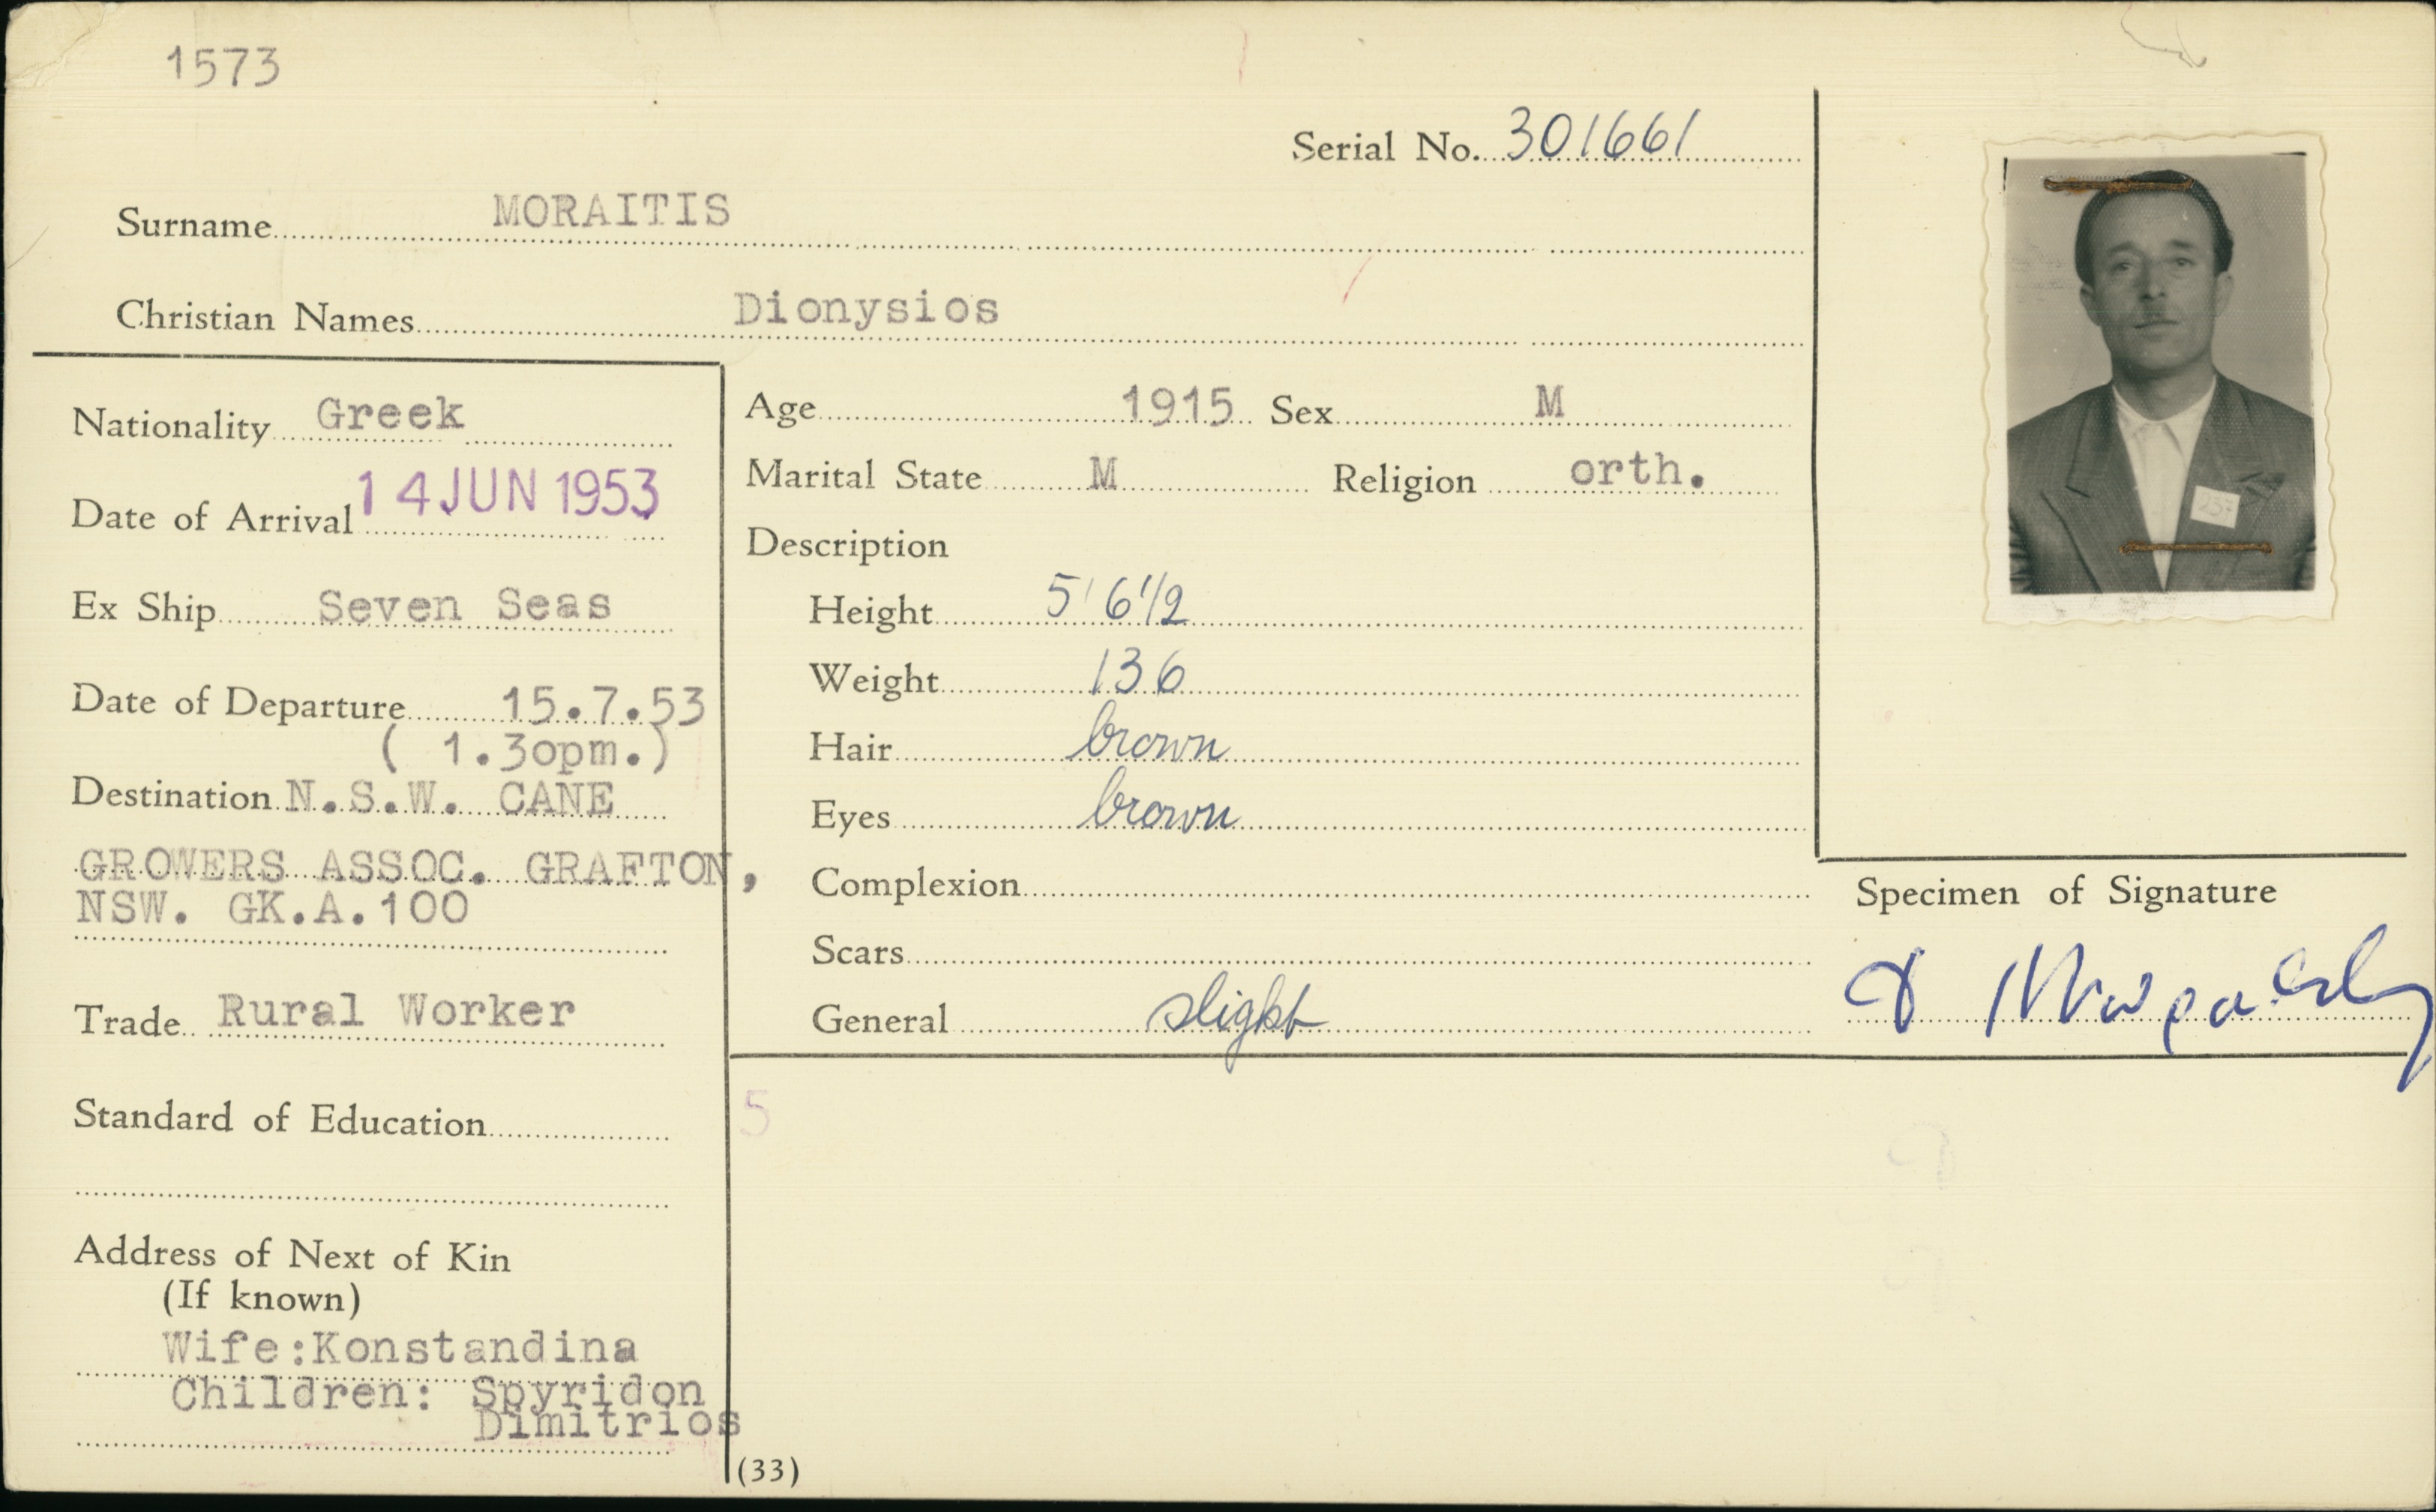 1573
Serial No. 301661
Surname MORAITIS
Christian Names Dionysios
Nationality Greek
Date of Arrival 14 JUN 1953
Ex Ship Seven Seas
Date of Departure 15.7.53
( 1.3opm.)
Destination N.S.W. CANE
GROWERS ASSOC. GRAFTON,
NSW. GK.A.100
Trade Rural Worker
Standard of Education
Address of Next of Kin
(If known)
Wife:Konstandina
Children: Spyridon
Dimitrios
Age 1915 Sex M
Marital State M Religion orth.
Description
Height 5' 6 1/2
Weight 136
Hair brown
Eyes brown
Complexion
Scars
General slight
5
(33)
257
Specimen of Signature